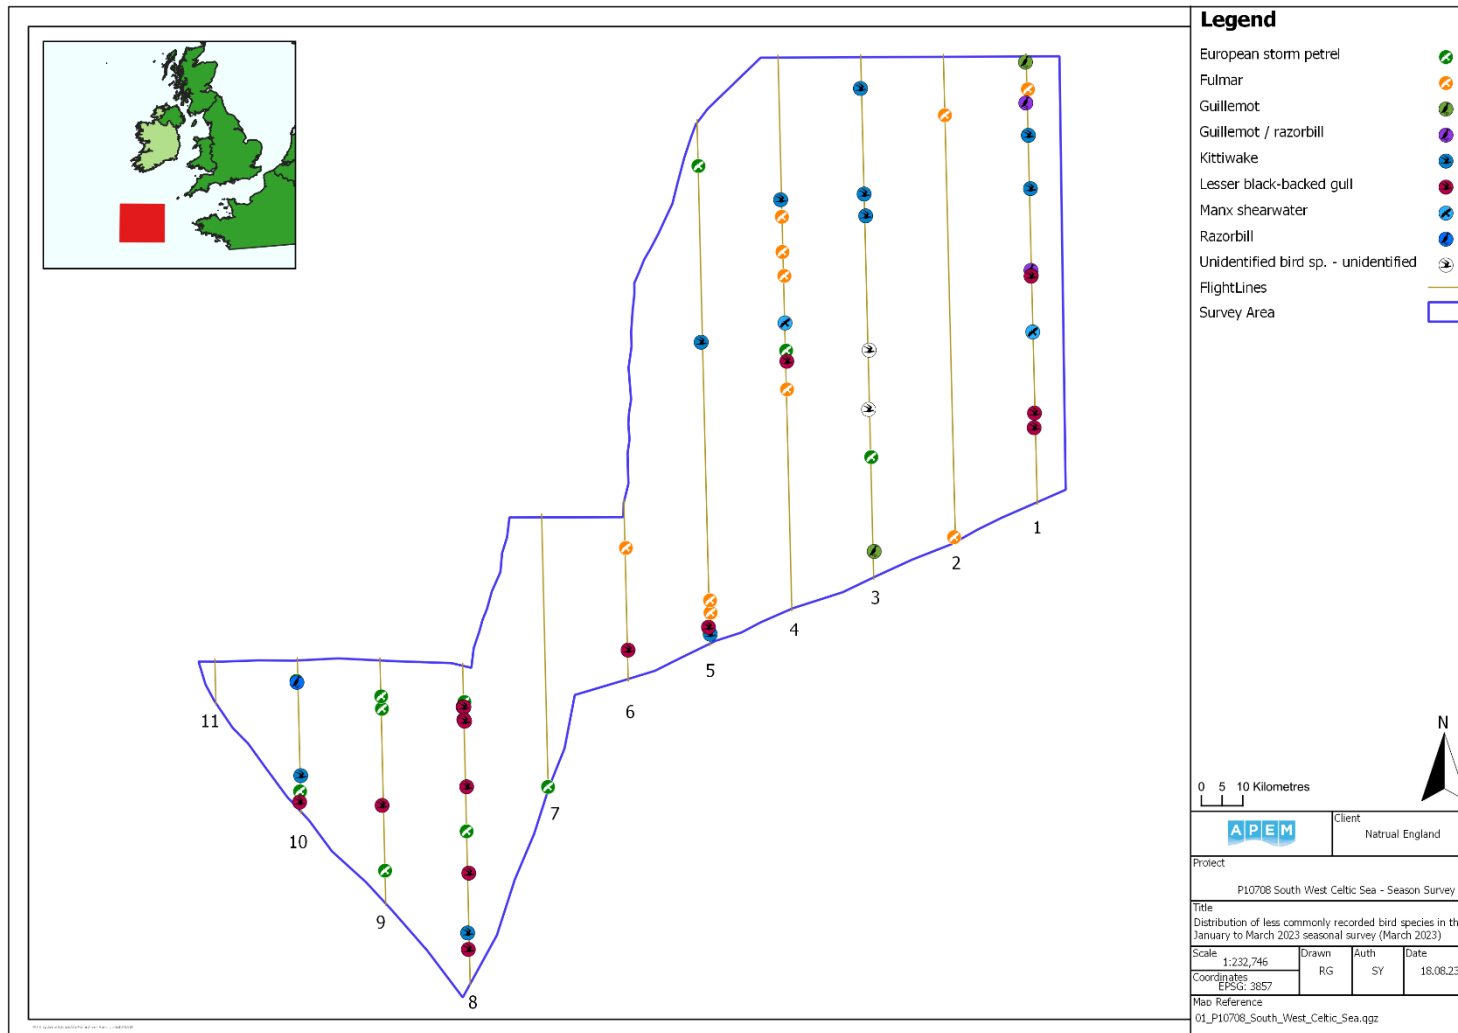 Legend
European storm petrel
Fulmar
Guillemot
Guillemot / razorbill
Kittiwake
Lesser black-backed gull
Manx shearwater
Razorbill
Unidentified bird sp. - unidentified
FlightLines
Survey Area
1
2
3
4
5
6
7
8
9
10
11
N
0 5 10 Kilometres
APEM
Client
Natrual England
Project
P10708 South West Celtic Sea - Season Survey
Title
Distribution of less commonly recorded bird species in th
January to March 2023 seasonal survey (March 2023)
Scale
1:232,746
Coordinates
EPSG: 3857
Drawn
RG
Auth
SY
Date
18.08.23
Map Reference
01_P10708_South_West_Celtic_Sea.qgz